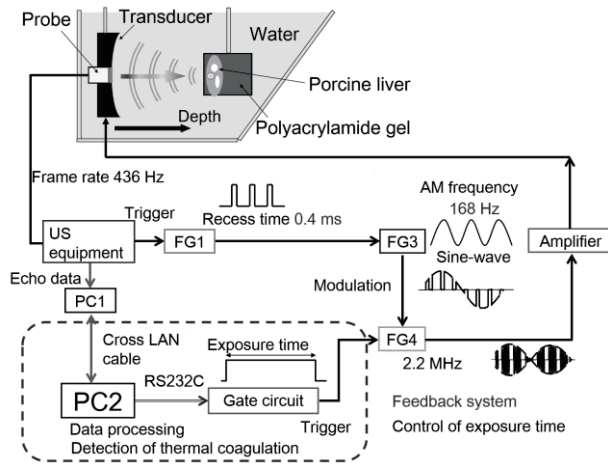 Probe
Transducer
Water
Porcine liver
Polyacrylamide gel
Depth
Frame rate 436 Hz
Trigger
Recess time 0.4 ms
AM frequency
168 Hz
US
equipment
FG1
FG3
Sine-wave
Amplifier
Echo data
PC1
Modulation
Cross LAN
cable
Exposure time
FG4
2.2 MHz
RS232C
PC2
Gate circuit
Trigger
Data processing
Detection of thermal coagulation
Feedback system
Control of exposure time